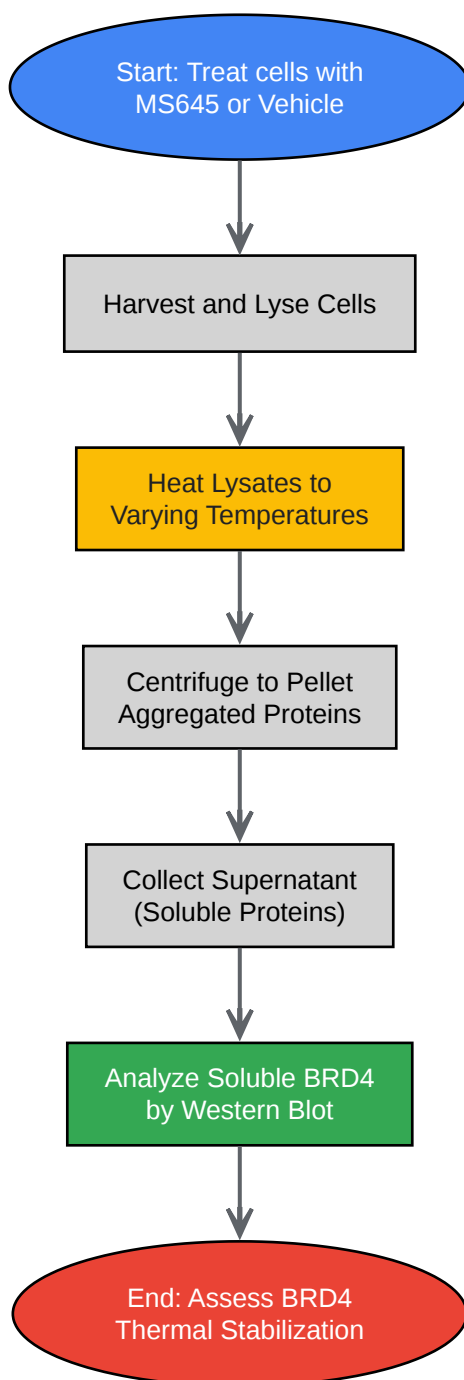 Start: Treat cells with
MS645 or Vehicle
Harvest and Lyse Cells
Heat Lysates to
Varying Temperatures
Centrifuge to Pellet
Aggregated Proteins
Collect Supernatant
(Soluble Proteins)
Analyze Soluble BRD4
by Western Blot
End: Assess BRD4
Thermal Stabilization